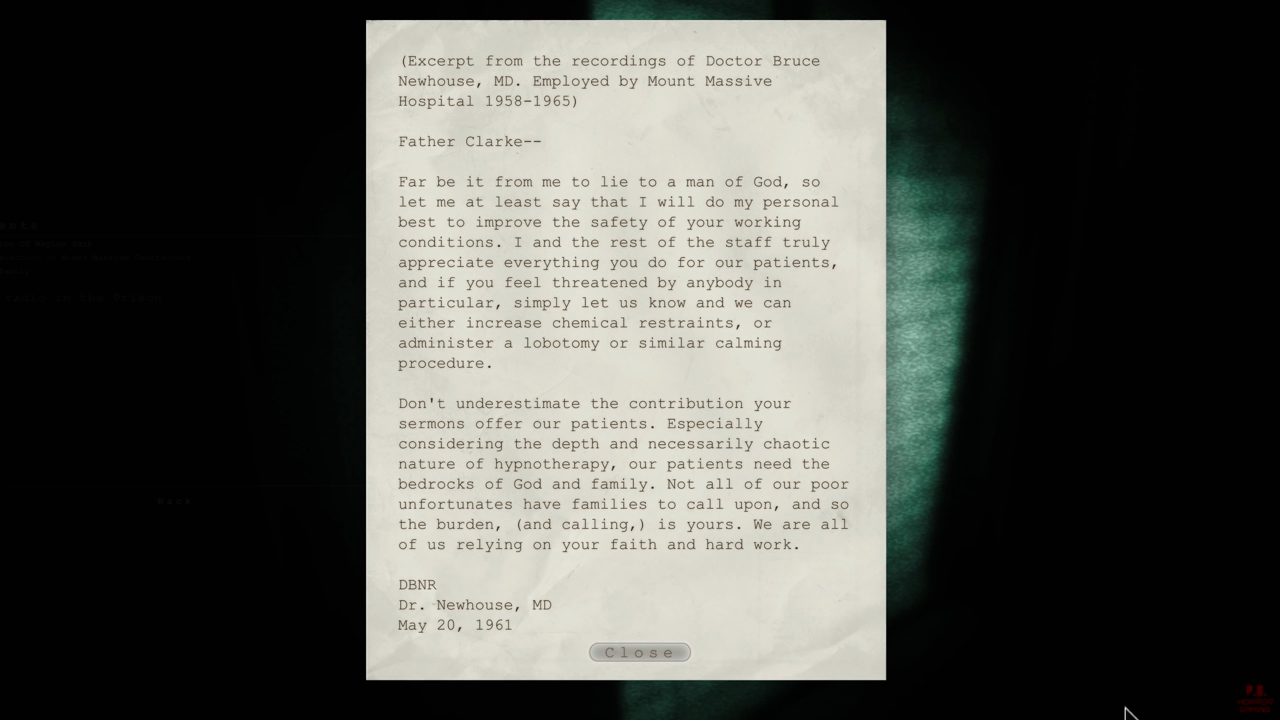 (Excerpt from the recordings of Doctor Bruce
Newhouse, MD. Employed by Mount Massive
Hospital 1958-1965)
Father Clarke--
Far be it from me to lie to a man of God, so
let me at least say that I will do my personal
best to improve the safety of your working
conditions. I and the rest of the staff truly
appreciate everything you do for our patients,
and if you feel threatened by anybody in
particular, simply let us know and we can
either increase chemical restraints, or
administer a lobotomy or similar calming
procedure.
Don't underestimate the contribution your
sermons offer our patients. Especially
considering the depth and necessarily chaotic
nature of hypnotherapy, our patients need the
bedrocks of God and family. Not all of our poor
unfortunates have families to call upon, and so
the burden, (and calling,) is yours. We are all
of us relying on your faith and hard work.
DBNR
Dr. Newhouse, MD
May 20, 1961
Close
Back